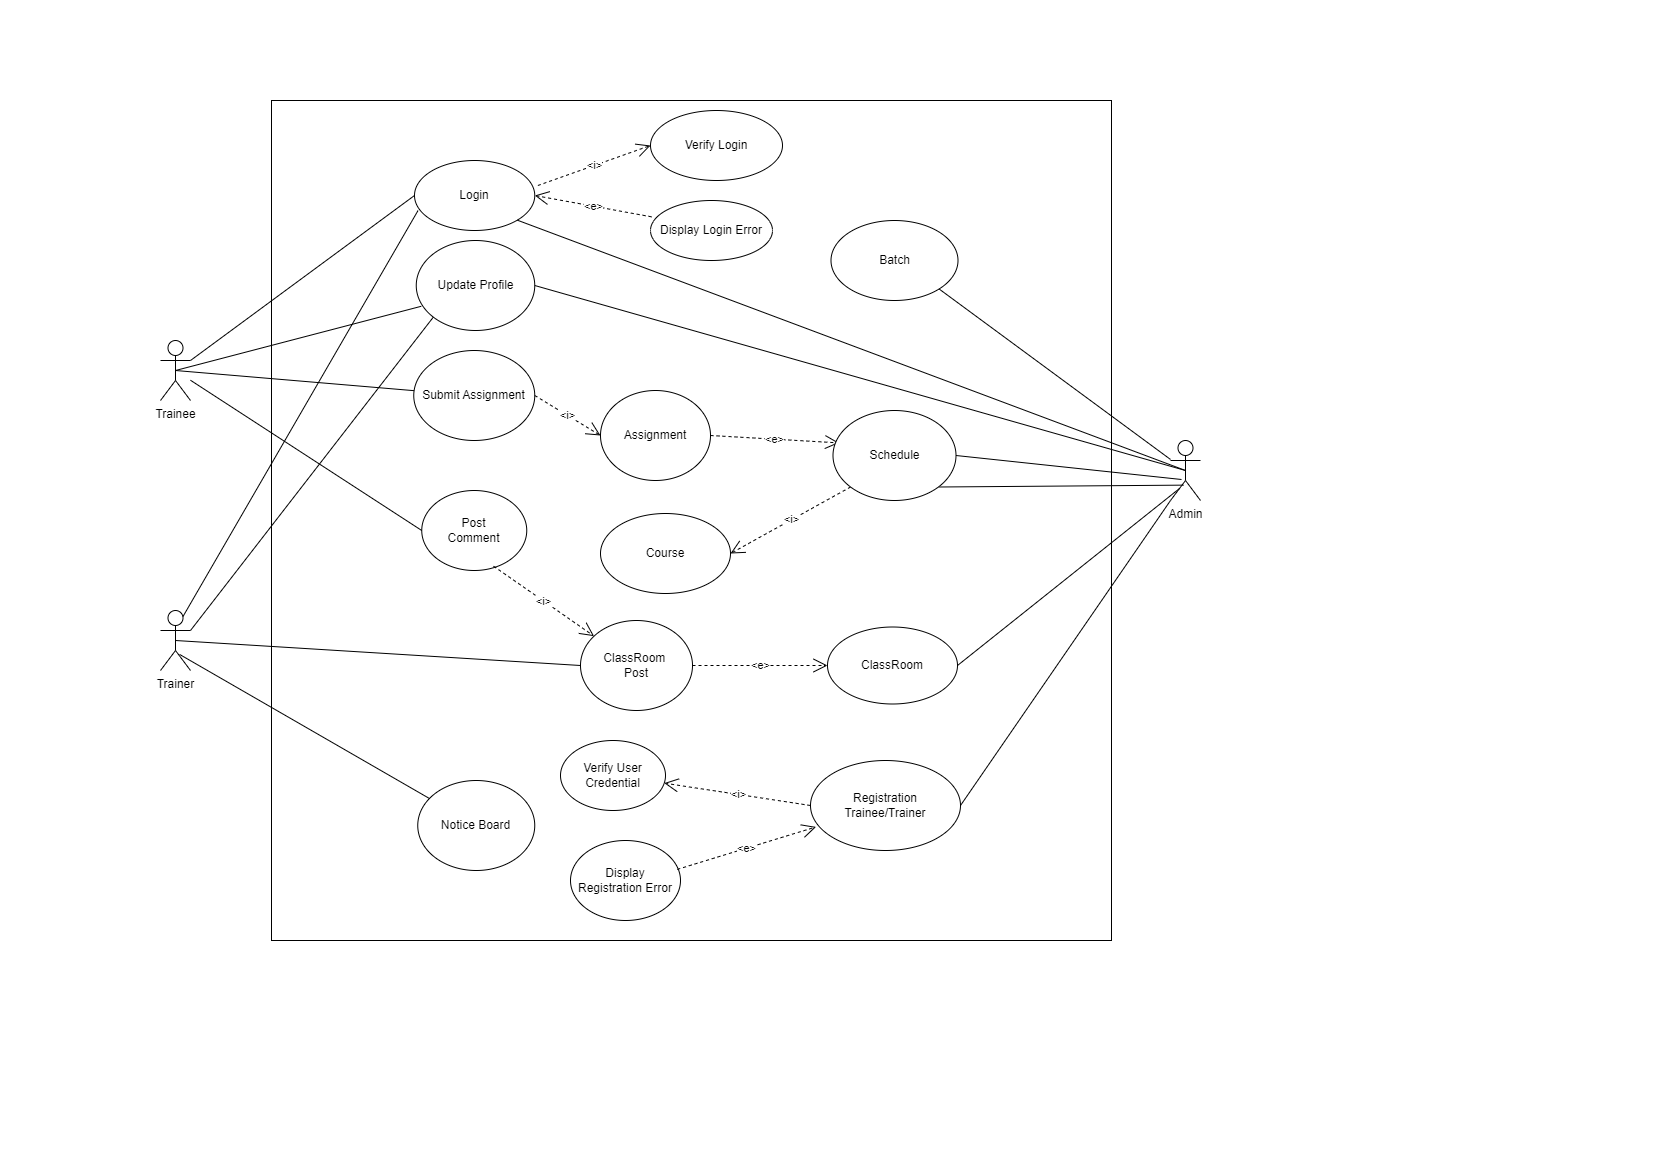 Verify Login
<i>
Login
<e>
Display Login Error
Batch
Update Profile
Trainee
Submit Assignment
<i>
Assignment
<e>
Schedule
Admin
Post
Comment
<i>
Course
<i>
Trainer
ClassRoom
Post
<e>
ClassRoom
Verify User
Credential
<i>
Registration
Trainee/Trainer
Notice Board
<e>
Display
Registration Error